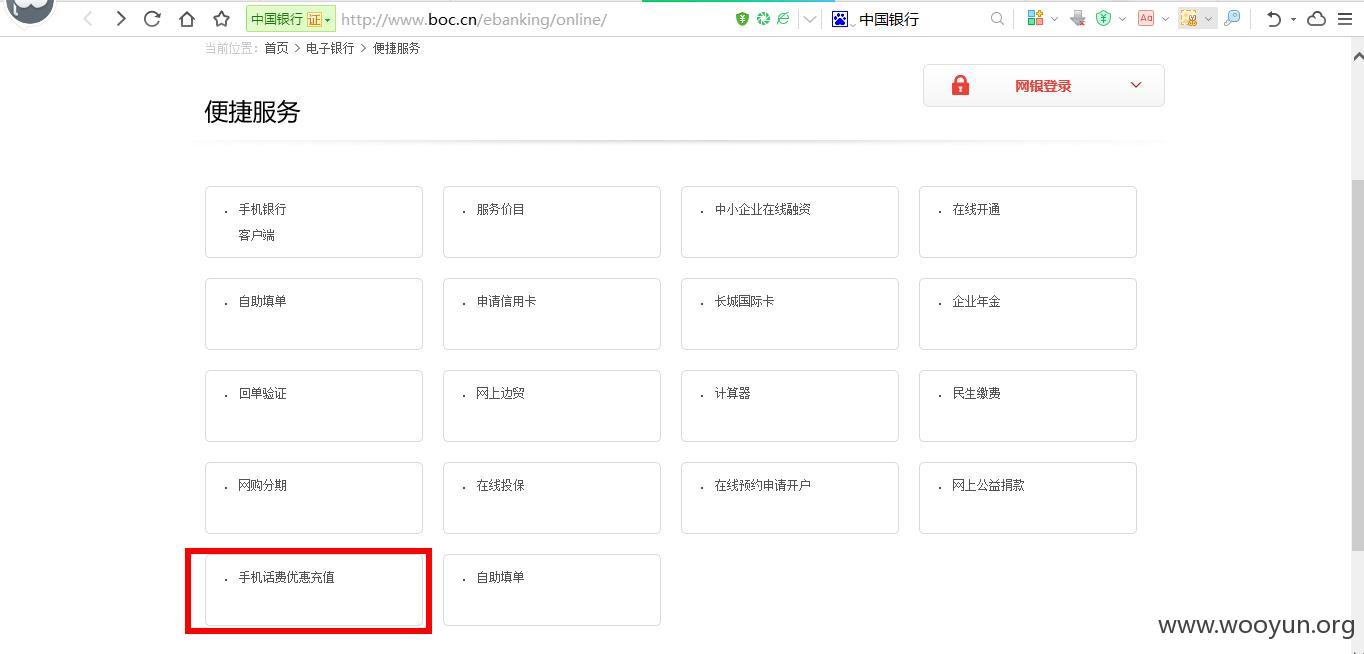 中国银行 证 http://www.boc.cn/ebanking/online/ 中国银行
当前位置：首页 > 电子银行 > 便捷服务
网银登录
便捷服务
· 手机银行
客户端
· 服务价目
· 中小企业在线融资
· 在线开通
· 自助填单
· 申请信用卡
· 长城国际卡
· 企业年金
· 回单验证
· 网上边贸
· 计算器
· 民生缴费
· 网购分期
· 在线投保
· 在线预约申请开户
· 网上公益捐款
· 手机话费优惠充值
· 自助填单
www.wooyun.org